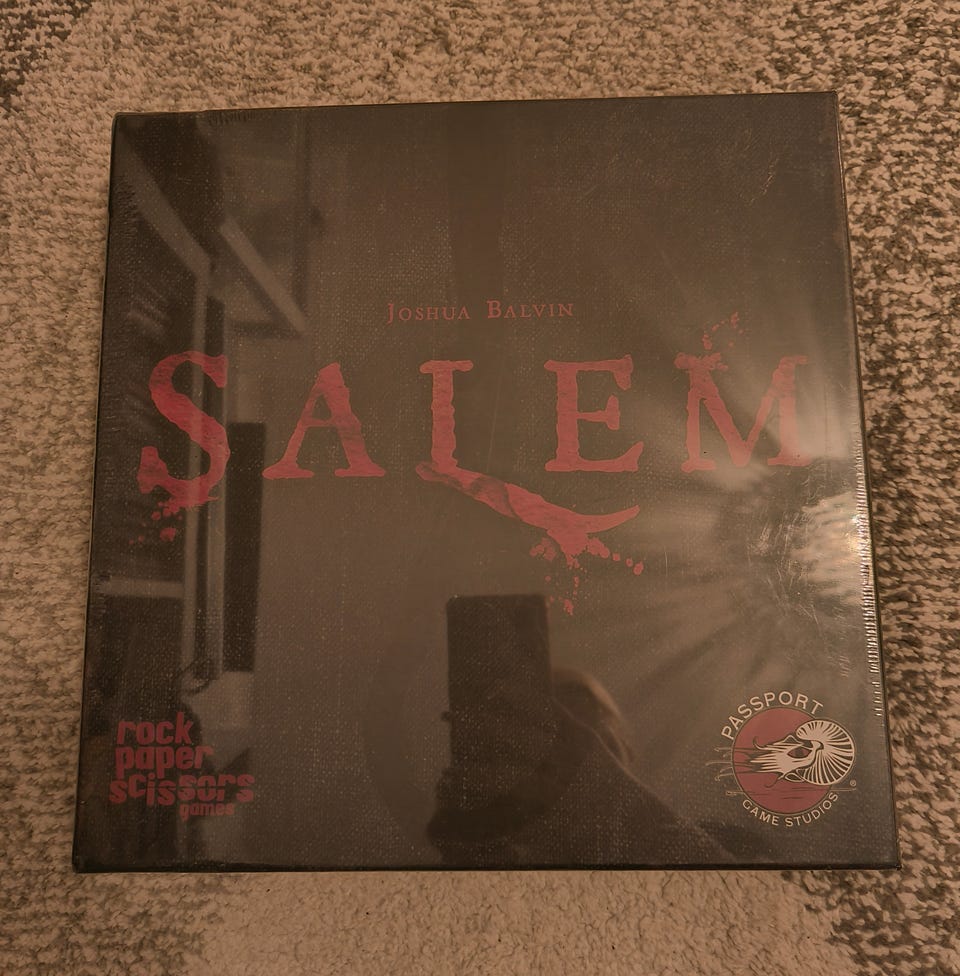 Joshua Balvin
SALEM
rock
paper
scissors
games
PASSPORT
GAME STUDIOS
®